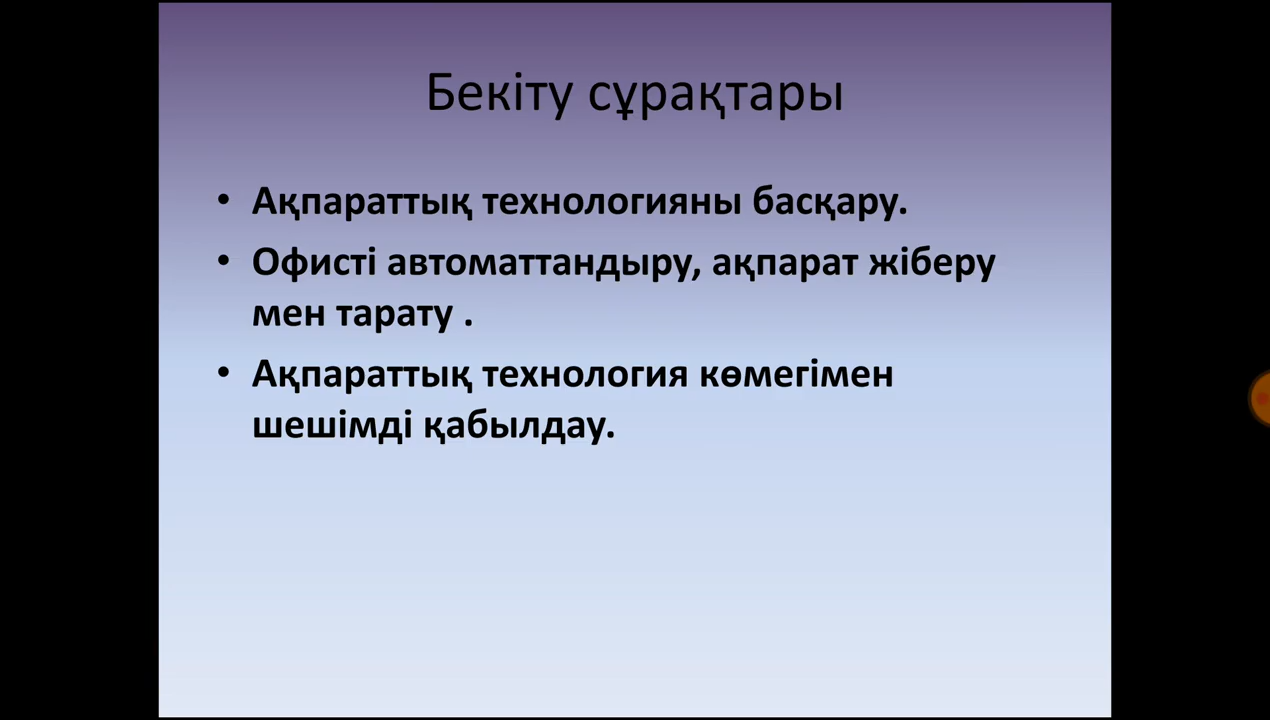 Бекіту сұрақтары
• Ақпараттық технологияны басқару.
• Офисті автоматтандыру, ақпарат жіберу
мен тарату .
• Ақпараттық технология көмегімен
шешімді қабылдау.